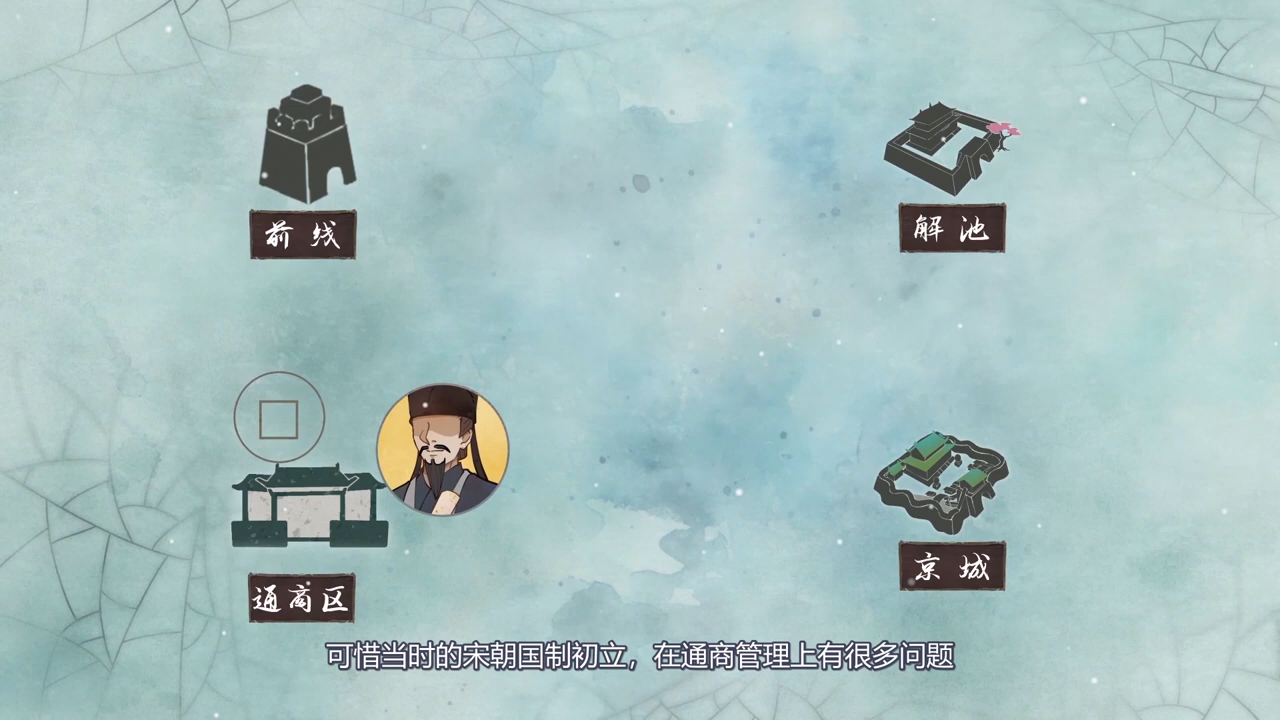 前线
解池
通商区
京城
可惜当时的宋朝国制初立，在通商管理上有很多问题